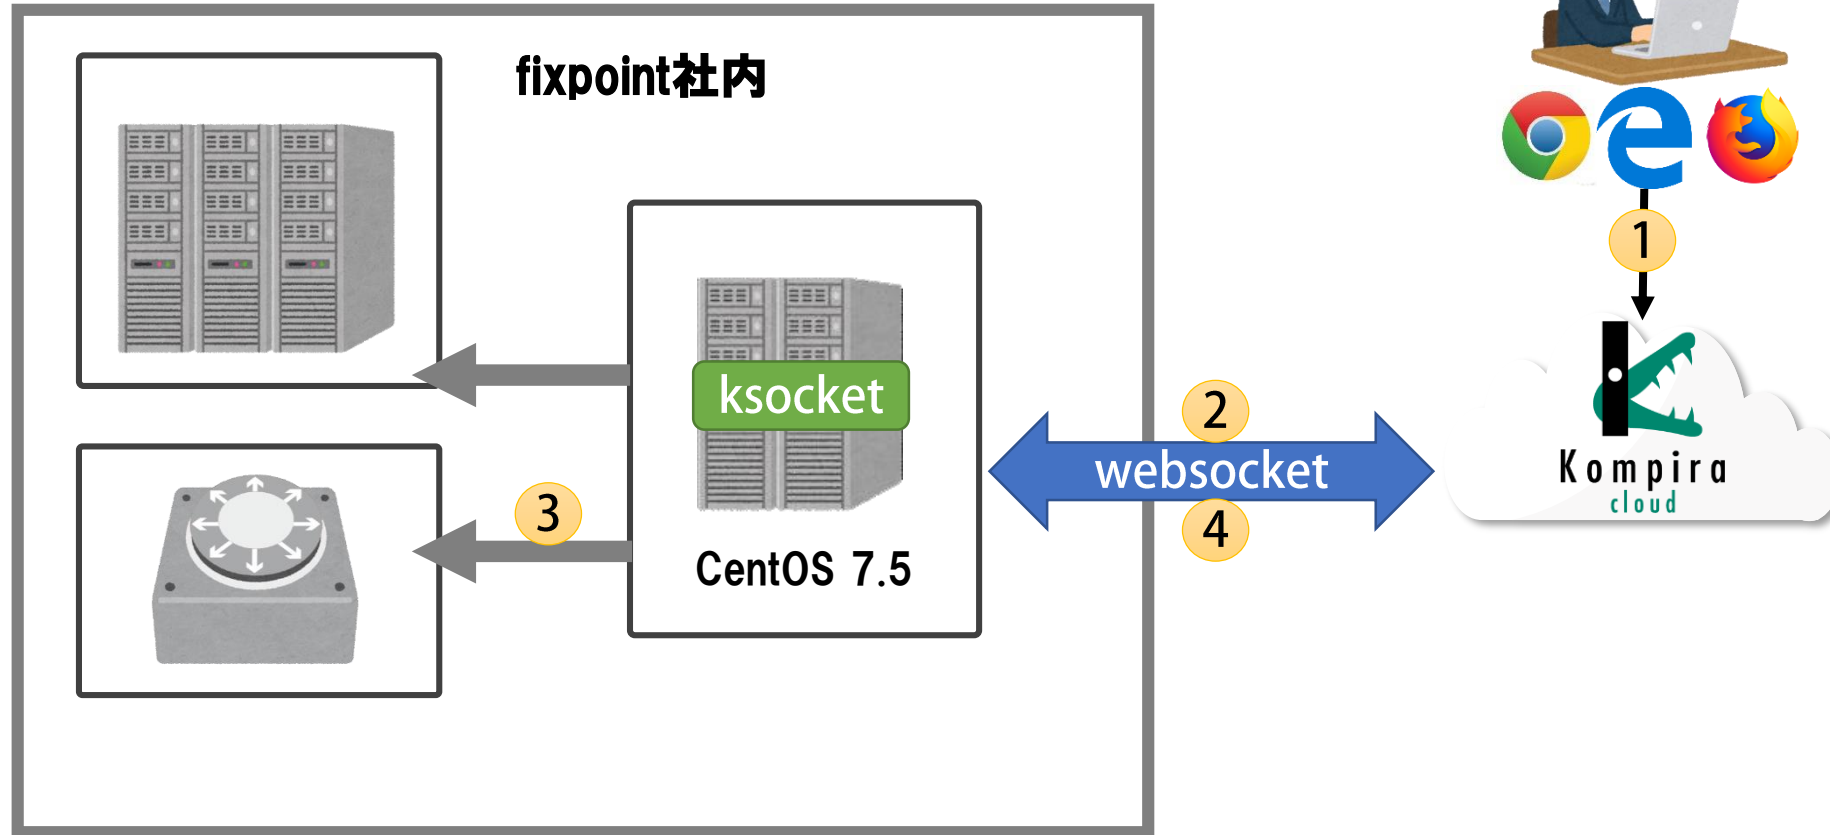 fixpoint社内
1
ksocket
2
websocket
Kompira
cloud
3
4
CentOS 7.5